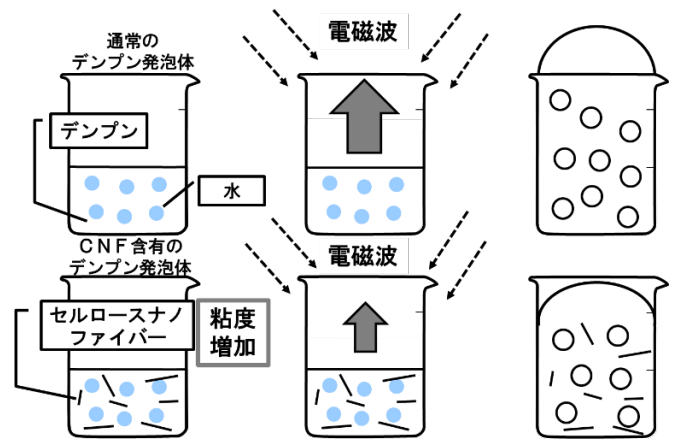 通常の
デンプン発泡体
電磁波
デンプン
水
CNF含有の
デンプン発泡体
電磁波
セルロースナノ
ファイバー
粘度
増加